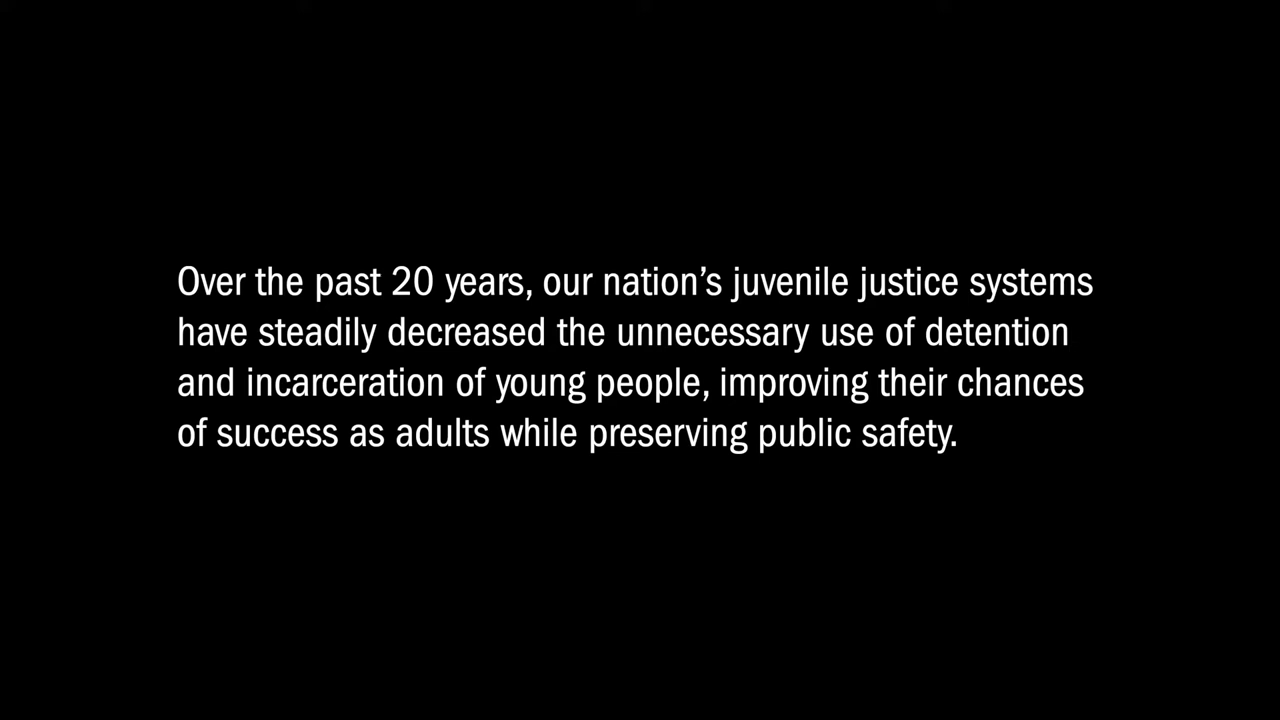 Over the past 20 years, our nation’s juvenile justice systems
have steadily decreased the unnecessary use of detention
and incarceration of young people, improving their chances
of success as adults while preserving public safety.